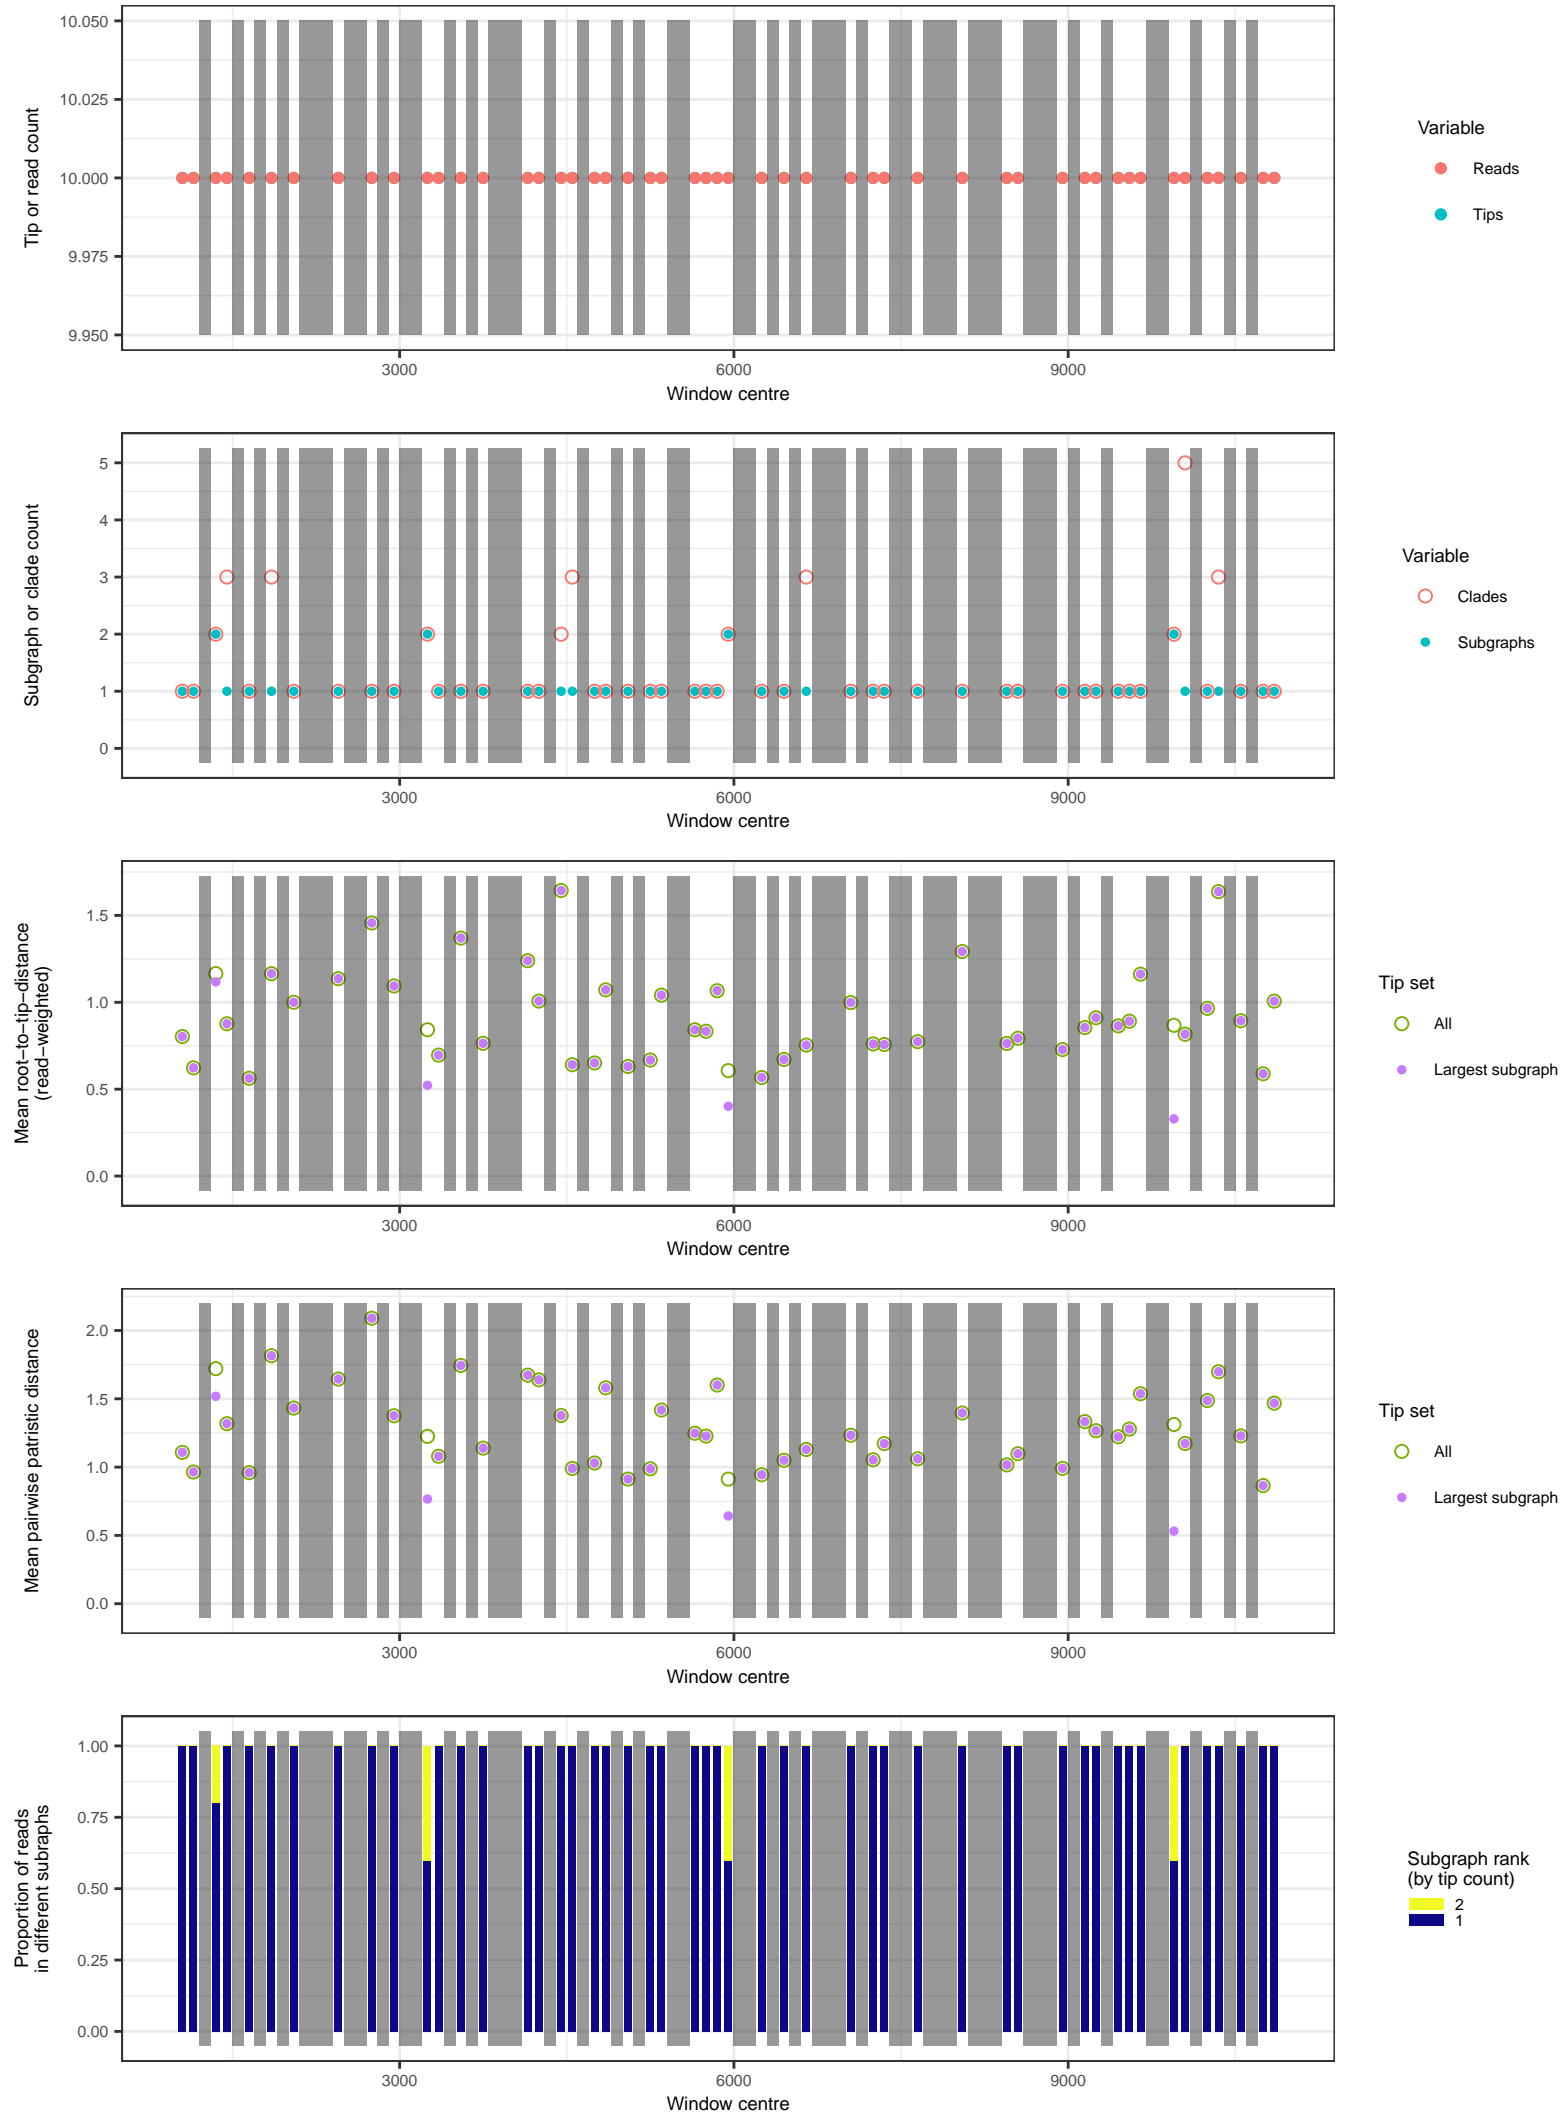 10.050
10.025
10.000
9.975
9.950
Tip or read count
3000
6000
9000
Window centre
Variable
Reads
Tips
5
4
3
2
1
0
Subgraph or clade count
3000
6000
9000
Window centre
Variable
Clades
Subgraphs
1.5
1.0
0.5
0.0
Mean root−to−tip−distance
(read−weighted)
3000
6000
9000
Window centre
Tip set
All
Largest subgraph
2.0
1.5
1.0
0.5
0.0
Mean pairwise patristic distance
3000
6000
9000
Window centre
Tip set
All
Largest subgraph
1.00
0.75
0.50
0.25
0.00
Proportion of reads
in different subraphs
3000
6000
9000
Window centre
Subgraph rank
(by tip count)
2
1